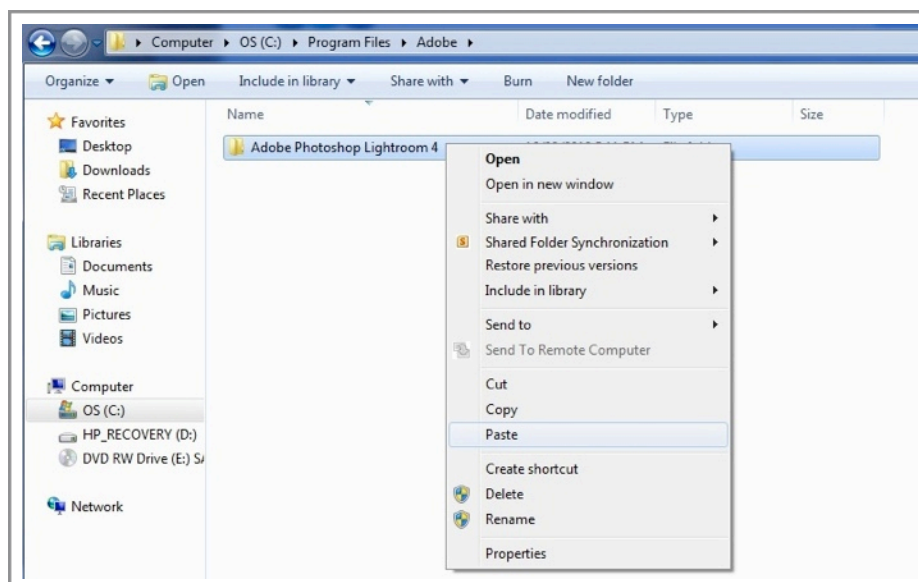 Computer ▸ OS (C:) ▸ Program Files ▸ Adobe ▸
Organize Open Include in library Share with Burn New folder
Name Date modified Type Size
Favorites
Desktop
Downloads
Recent Places
Libraries
Documents
Music
Pictures
Videos
Computer
OS (C:)
HP_RECOVERY (D:)
DVD RW Drive (E:)
Network
Adobe Photoshop Lightroom 4
Open
Open in new window
Share with
Shared Folder Synchronization
Restore previous versions
Include in library
Send to
Send To Remote Computer
Cut
Copy
Paste
Create shortcut
Delete
Rename
Properties